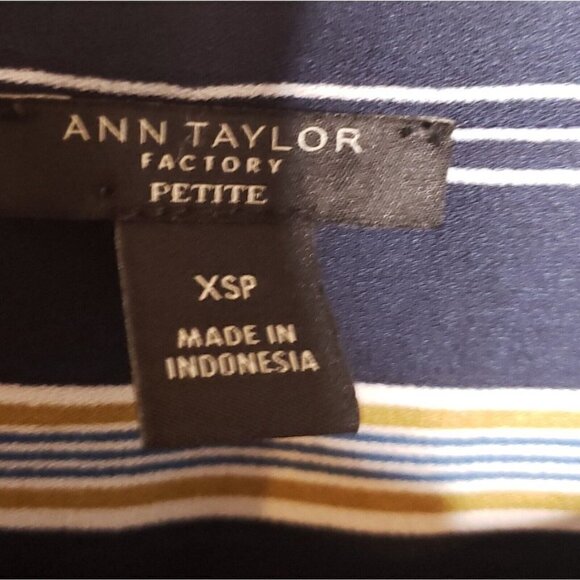 ANN TAYLOR
FACTORY
PETITE
XSP
MADE IN
INDONESIA